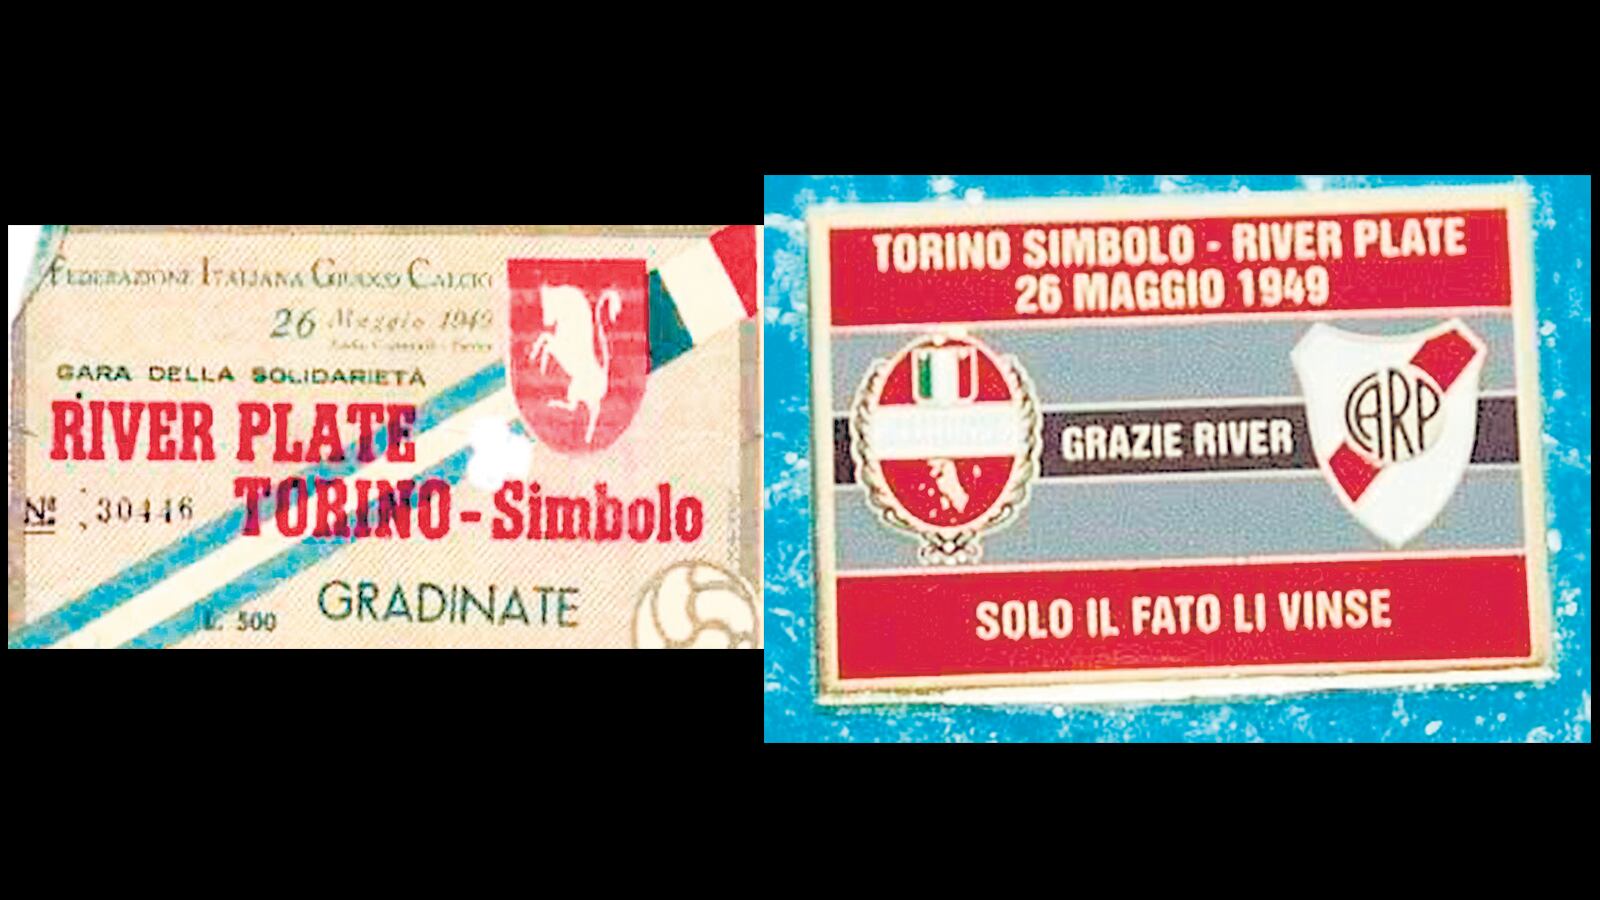 FEDERAZIONE ITALIANA GIUOCO CALCIO
26 Maggio 1949
GARA DELLA SOLIDARIETÀ
RIVER PLATE
Nº 30446
TORINO - Simbolo
L. 500
GRADINATE
TORINO SIMBOLO - RIVER PLATE
26 MAGGIO 1949
GRAZIE RIVER
CARP
SOLO IL FATO LI VINSE